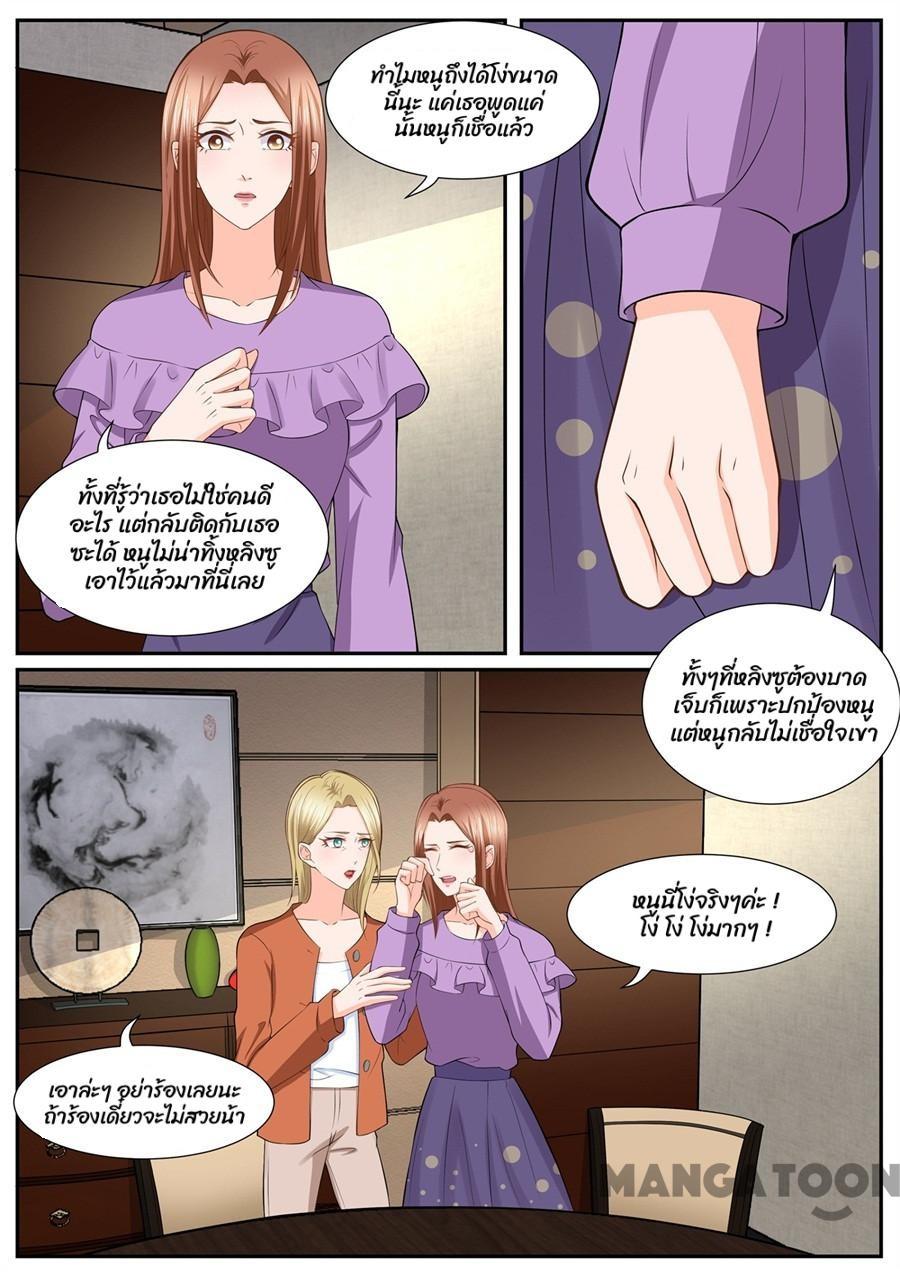 ทำไมหนูถึงได้โง่ขนาด
นี้นะ แค่เธอพูดแค่
นั้นหนูก็เชื่อแล้ว
ทั้งที่รู้ว่าเธอไม่ใช่คนดี
อะไร แต่กลับติดกับเธอ
ซะได้ หนูไม่น่าทิ้งหลิงซู
เอาไว้แล้วมาที่นี่เลย
ทั้งๆที่หลิงซูต้องบาด
เจ็บก็เพราะปกป้องหนู
แต่หนูกลับไม่เชื่อใจเขา
หนูนี่โง่จริงๆค่ะ !
โง่ โง่ โง่มากๆ !
เอาล่ะๆ อย่าร้องเลยนะ
ถ้าร้องเดี๋ยวจะไม่สวยน้า
MANGATOON